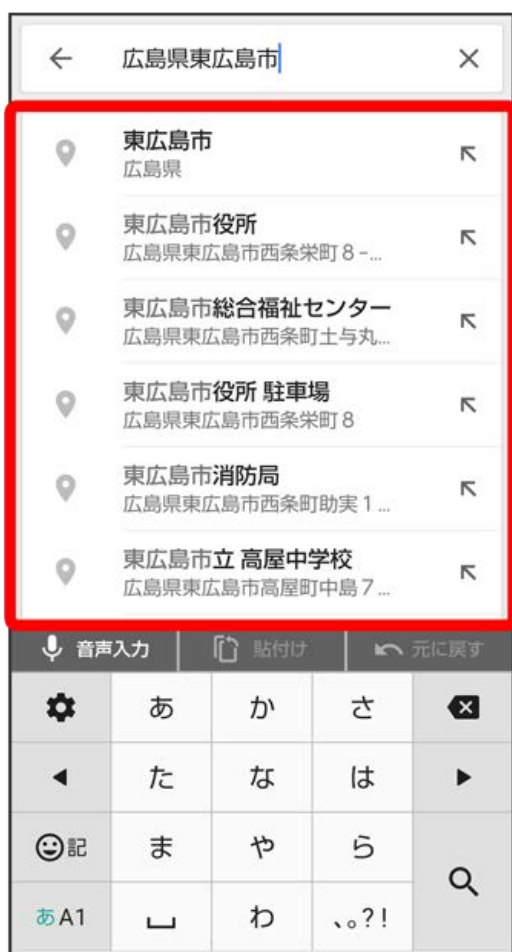 広島県東広島市
東広島市
広島県
東広島市役所
広島県東広島市西条栄町8-...
東広島市総合福祉センター
広島県東広島市西条町土与丸...
東広島市役所 駐車場
広島県東広島市西条栄町8
東広島市消防局
広島県東広島市西条町助実1...
東広島市立 高屋中学校
広島県東広島市高屋町中島7...
音声入力 貼付け 元に戻す
あ か さ
た な は
記 ま や ら
あA1 わ 、。?!